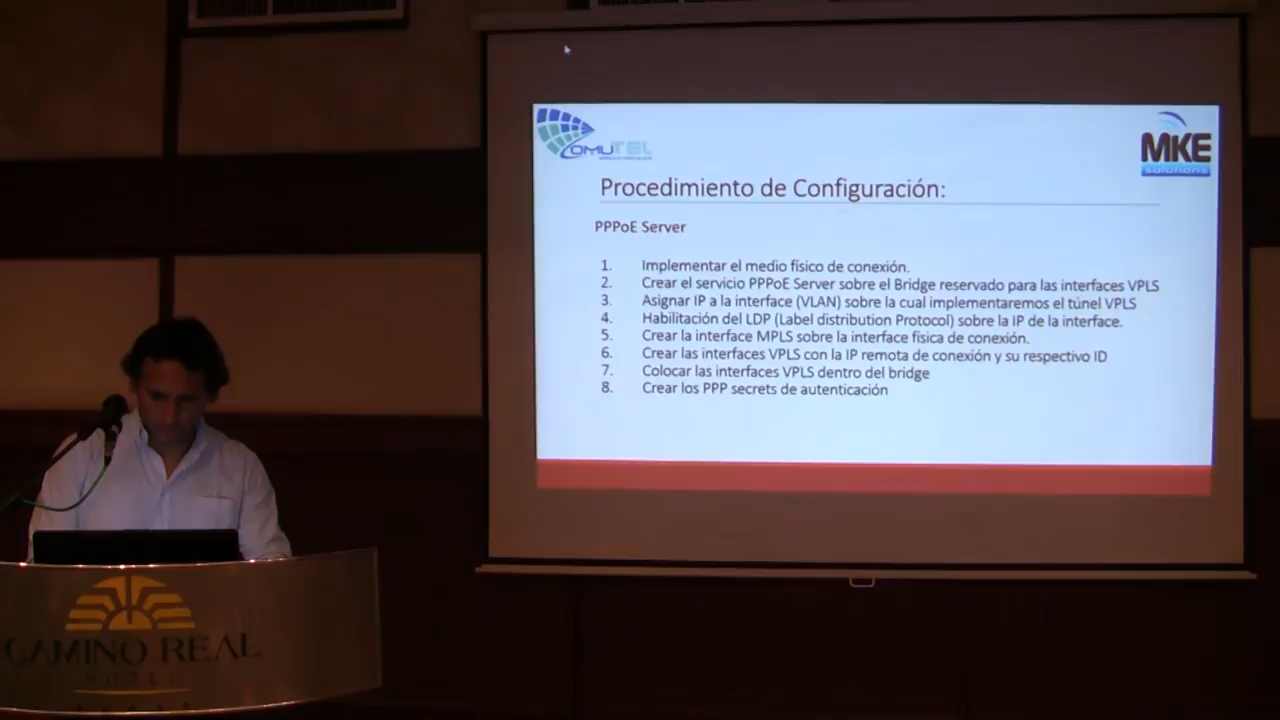 COMUTEL
MKE
solutions
Procedimiento de Configuración:
PPPoE Server
1. Implementar el medio físico de conexión.
2. Crear el servicio PPPoE Server sobre el Bridge reservado para las interfaces VPLS
3. Asignar IP a la interface (VLAN) sobre la cual implementaremos el túnel VPLS
4. Habilitación del LDP (Label distribution Protocol) sobre la IP de la interface.
5. Crear la interface MPLS sobre la interface física de conexión.
6. Crear las interfaces VPLS con la IP remota de conexión y su respectivo ID
7. Colocar las interfaces VPLS dentro del bridge
8. Crear los PPP secrets de autenticación
CAMINO REAL